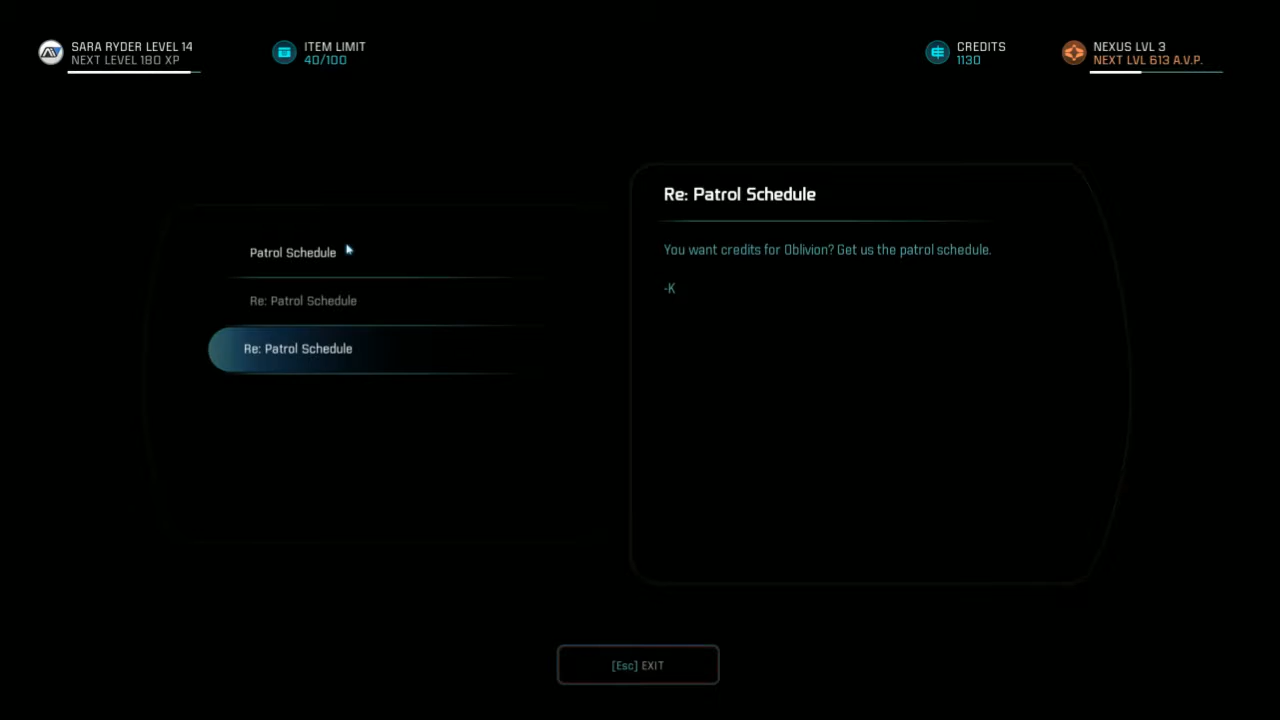 SARA RYDER LEVEL 14
NEXT LEVEL 180 XP
ITEM LIMIT
40/100
CREDITS
1130
NEXUS LVL 3
NEXT LVL 613 A.V.P.
Patrol Schedule
Re: Patrol Schedule
Re: Patrol Schedule
Re: Patrol Schedule
You want credits for Oblivion? Get us the patrol schedule.
-K
[Esc] EXIT